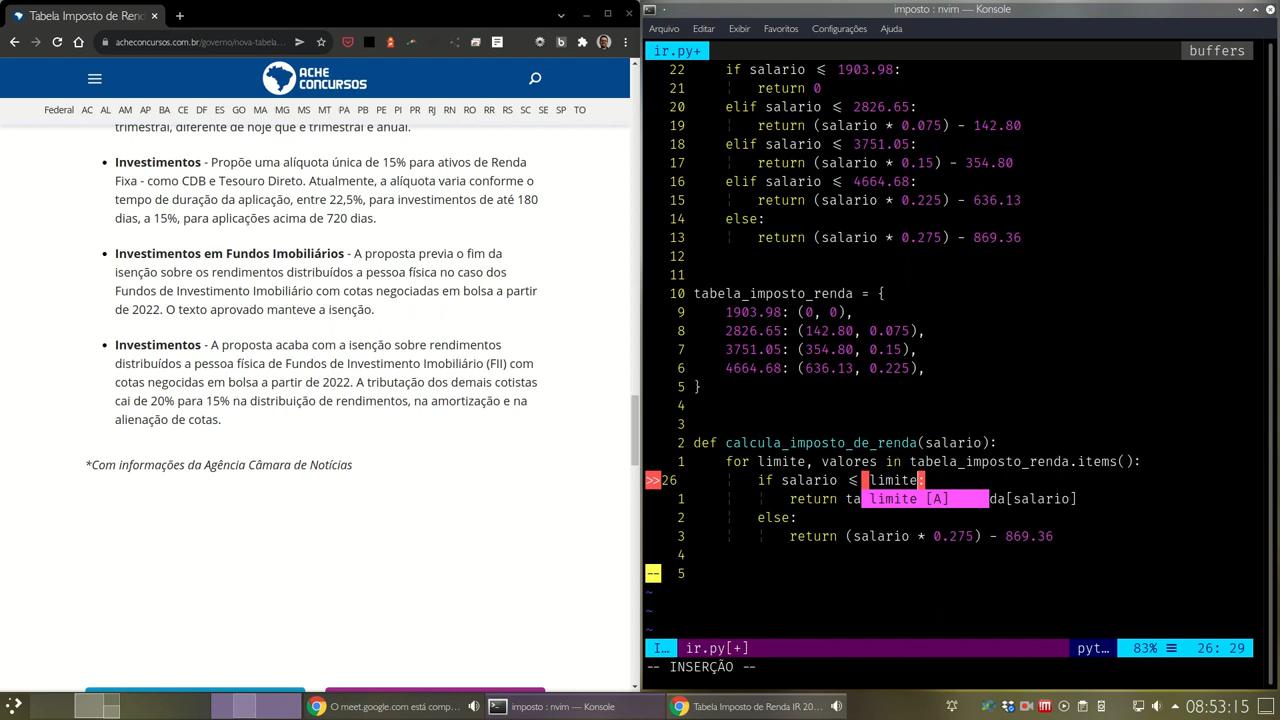 Tabela Imposto de Ren
acheconcursos.com.br/governo/nova-tabela...
ACHE
CONCURSOS
Federal AC AL AM AP BA CE DF ES GO MA MG MS MT PA PB PE PI PR RJ RN RO RR RS SC SE SP TO
trimestral, diferente de hoje que é trimestral e anual.
Investimentos - Propõe uma alíquota única de 15% para ativos de Renda
Fixa - como CDB e Tesouro Direto. Atualmente, a alíquota varia conforme o
tempo de duração da aplicação, entre 22,5%, para investimentos de até 180
dias, a 15%, para aplicações acima de 720 dias.
Investimentos em Fundos Imobiliários - A proposta previa o fim da
isenção sobre os rendimentos distribuídos a pessoa física no caso dos
Fundos de Investimento Imobiliário com cotas negociadas em bolsa a partir
de 2022. O texto aprovado manteve a isenção.
Investimentos - A proposta acaba com a isenção sobre rendimentos
distribuídos a pessoa física de Fundos de Investimento Imobiliário (FII) com
cotas negocidas em bolsa a partir de 2022. A tributação dos demais cotistas
cai de 20% para 15% na distribuição de rendimentos, na amortização e na
alienação de cotas.
*Com informações da Agência Câmara de Notícias
imposto : nvim — Konsole
Arquivo Editar Exibir Favoritos Configurações Ajuda
ir.py+ buffers
22 if salario <= 1903.98:
21 return 0
20 elif salario <= 2826.65:
19 return (salario * 0.075) - 142.80
18 elif salario <= 3751.05:
17 return (salario * 0.15) - 354.80
16 elif salario <= 4664.68:
15 return (salario * 0.225) - 636.13
14 else:
13 return (salario * 0.275) - 869.36
12
11
10 tabela_imposto_renda = {
9 1903.98: (0, 0),
8 2826.65: (142.80, 0.075),
7 3751.05: (354.80, 0.15),
6 4664.68: (636.13, 0.225),
5 }
4
3
2 def calcula_imposto_de_renda(salario):
1 for limite, valores in tabela_imposto_renda.items():
>>26 if salario <= limite:
1 return ta limite [A] da[salario]
2 else:
3 return (salario * 0.275) - 869.36
4
-- 5
~
~
~
I... ir.py[+] pyt... 83% ☰ 26: 29
-- INSERÇÃO --
O meet.google.com está compar
imposto : nvim — Konsole
Tabela Imposto de Renda IR 20...
08:53:15